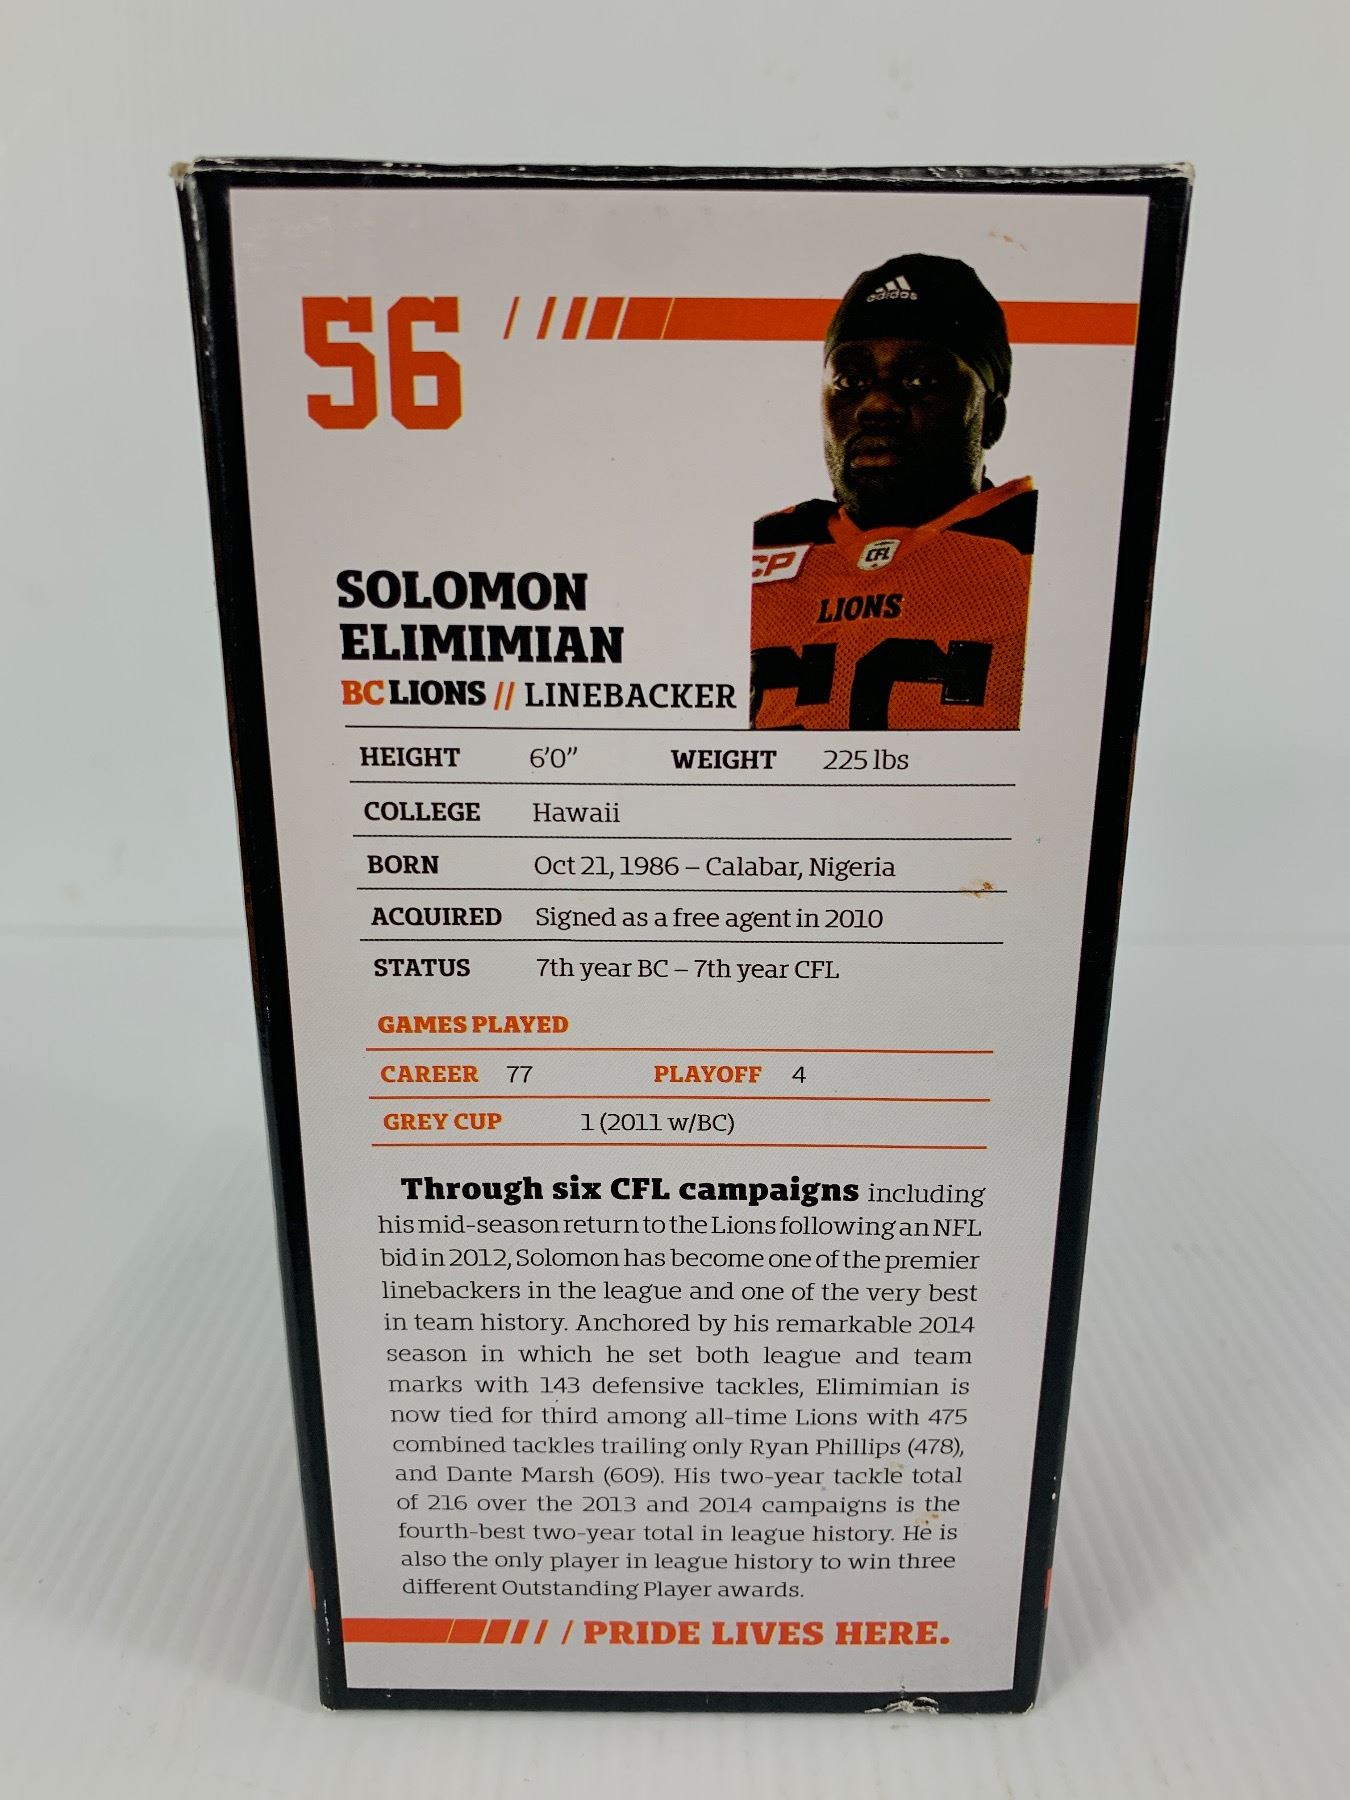 56
adidas
CP
CFL
LIONS
56
SOLOMON
ELIMIMIAN
BC LIONS // LINEBACKER
HEIGHT 6'0" WEIGHT 225 lbs
COLLEGE Hawaii
BORN Oct 21, 1986 – Calabar, Nigeria
ACQUIRED Signed as a free agent in 2010
STATUS 7th year BC – 7th year CFL
GAMES PLAYED
CAREER 77 PLAYOFF 4
GREY CUP 1 (2011 w/BC)
Through six CFL campaigns including
his mid-season return to the Lions following an NFL
bid in 2012, Solomon has become one of the premier
linebackers in the league and one of the very best
in team history. Anchored by his remarkable 2014
season in which he set both league and team
marks with 143 defensive tackles, Elimimian is
now tied for third among all-time Lions with 475
combined tackles trailing only Ryan Phillips (478),
and Dante Marsh (609). His two-year tackle total
of 216 over the 2013 and 2014 campaigns is the
fourth-best two-year total in league history. He is
also the only player in league history to win three
different Outstanding Player awards.
/ PRIDE LIVES HERE.